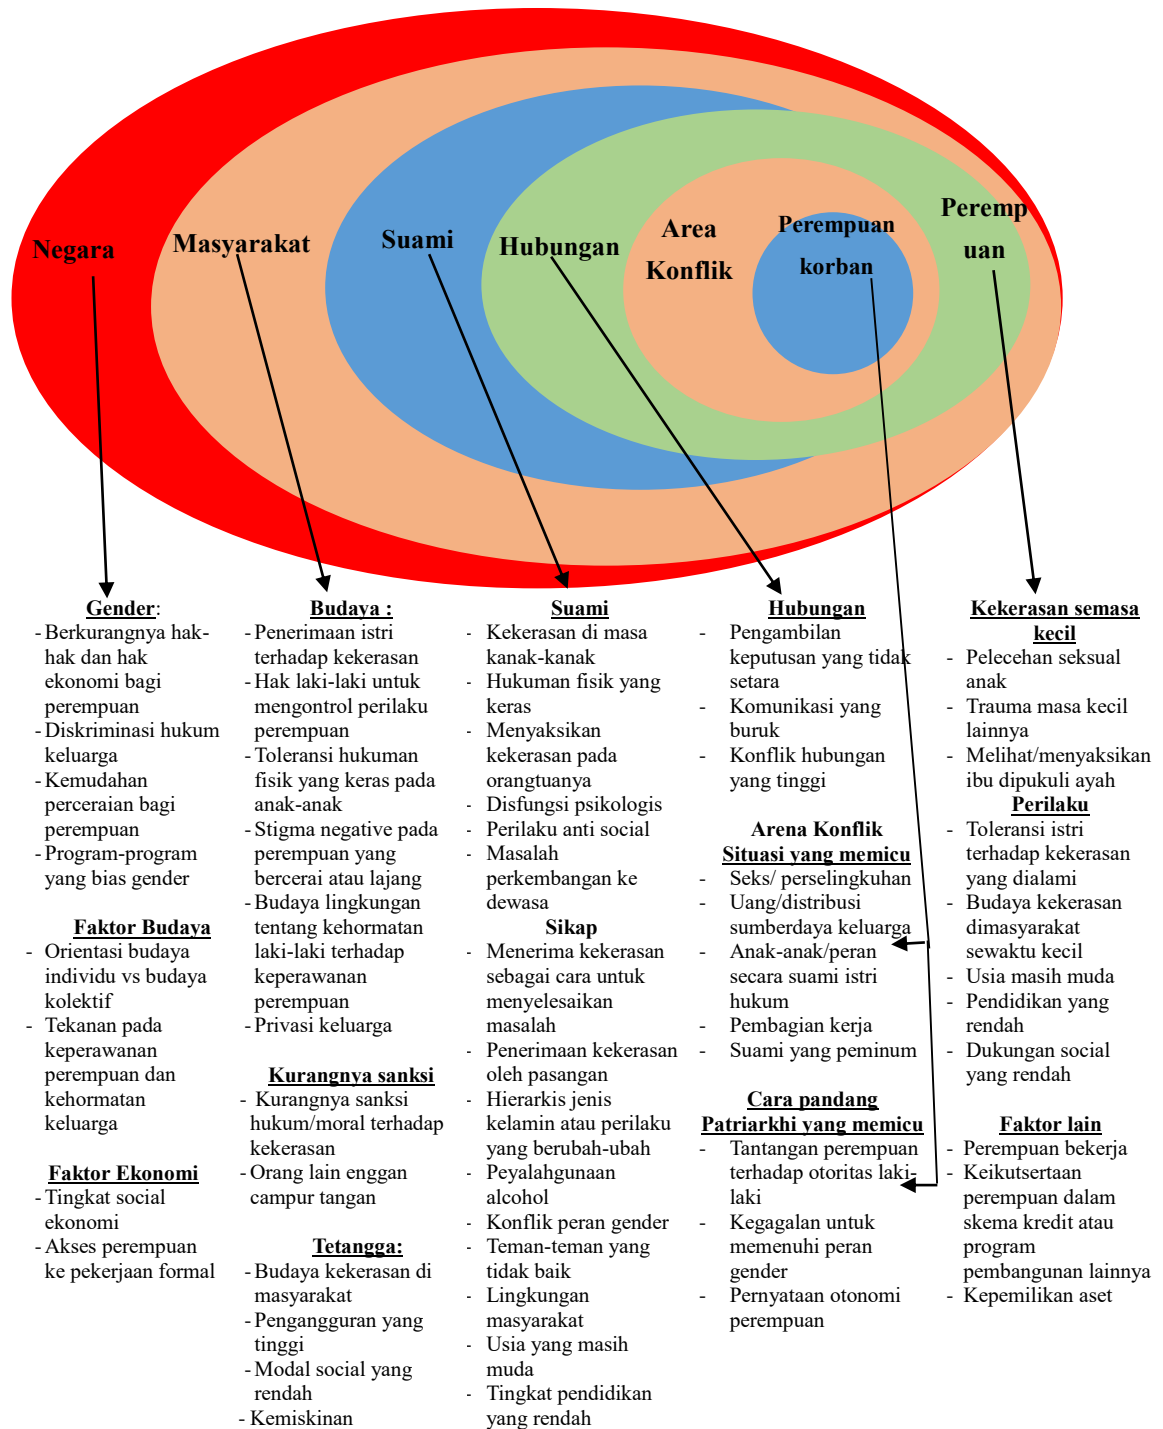 Negara
Masyarakat
Suami
Hubungan
Area
Konflik
Perempuan
korban
Peremp
uan
Gender:
- Berkurangnya hak-
hak dan hak
ekonomi bagi
perempuan
- Diskriminasi hukum
keluarga
- Kemudahan
perceraian bagi
perempuan
- Program-program
yang bias gender
Faktor Budaya
- Orientasi budaya
individu vs budaya
kolektif
- Tekanan pada
keperawanan
perempuan dan
kehormatan
keluarga
Faktor Ekonomi
- Tingkat social
ekonomi
- Akses perempuan
ke pekerjaan formal
Budaya :
- Penerimaan istri
terhadap kekerasan
- Hak laki-laki untuk
mengontrol perilaku
perempuan
- Toleransi hukuman
fisik yang keras pada
anak-anak
- Stigma negative pada
perempuan yang
bercerai atau lajang
- Budaya lingkungan
tentang kehormatan
laki-laki terhadap
keperawanan
perempuan
- Privasi keluarga
Kurangnya sanksi
- Kurangnya sanksi
hukum/moral terhadap
kekerasan
- Orang lain enggan
campur tangan
Tetangga:
- Budaya kekerasan di
masyarakat
- Pengangguran yang
tinggi
- Modal social yang
rendah
- Kemiskinan
Suami
- Kekerasan di masa
kanak-kanak
- Hukuman fisik yang
keras
- Menyaksikan
kekerasan pada
orangtuanya
- Disfungsi psikologis
- Perilaku anti social
- Masalah
perkembangan ke
dewasa
Sikap
- Menerima kekerasan
sebagai cara untuk
menyelesaikan
masalah
- Penerimaan kekerasan
oleh pasangan
- Hierarkis jenis
kelamin atau perilaku
yang berubah-ubah
- Peyalahgunaan
alcohol
- Konflik peran gender
- Teman-teman yang
tidak baik
- Lingkungan
masyarakat
- Usia yang masih
muda
- Tingkat pendidikan
yang rendah
Hubungan
- Pengambilan
keputusan yang tidak
setara
- Komunikasi yang
buruk
- Konflik hubungan
yang tinggi
Arena Konflik
Situasi yang memicu
- Seks/ perselingkuhan
- Uang/distribusi
sumberdaya keluarga
- Anak-anak/peran
secara suami istri
hukum
- Pembagian kerja
- Suami yang peminum
Cara pandang
Patriarkhi yang memicu
- Tantangan perempuan
terhadap otoritas laki-
laki
- Kegagalan untuk
memenuhi peran
gender
- Pernyataan otonomi
perempuan
Kekerasan semasa
kecil
- Pelecehan seksual
anak
- Trauma masa kecil
lainnya
- Melihat/menyaksikan
ibu dipukuli ayah
Perilaku
- Toleransi istri
terhadap kekerasan
yang dialami
- Budaya kekerasan
dimasyarakat
sewaktu kecil
- Usia masih muda
- Pendidikan yang
rendah
- Dukungan social
yang rendah
Faktor lain
- Perempuan bekerja
- Keikutsertaan
perempuan dalam
skema kredit atau
program
pembangunan lainnya
- Kepemilikan aset